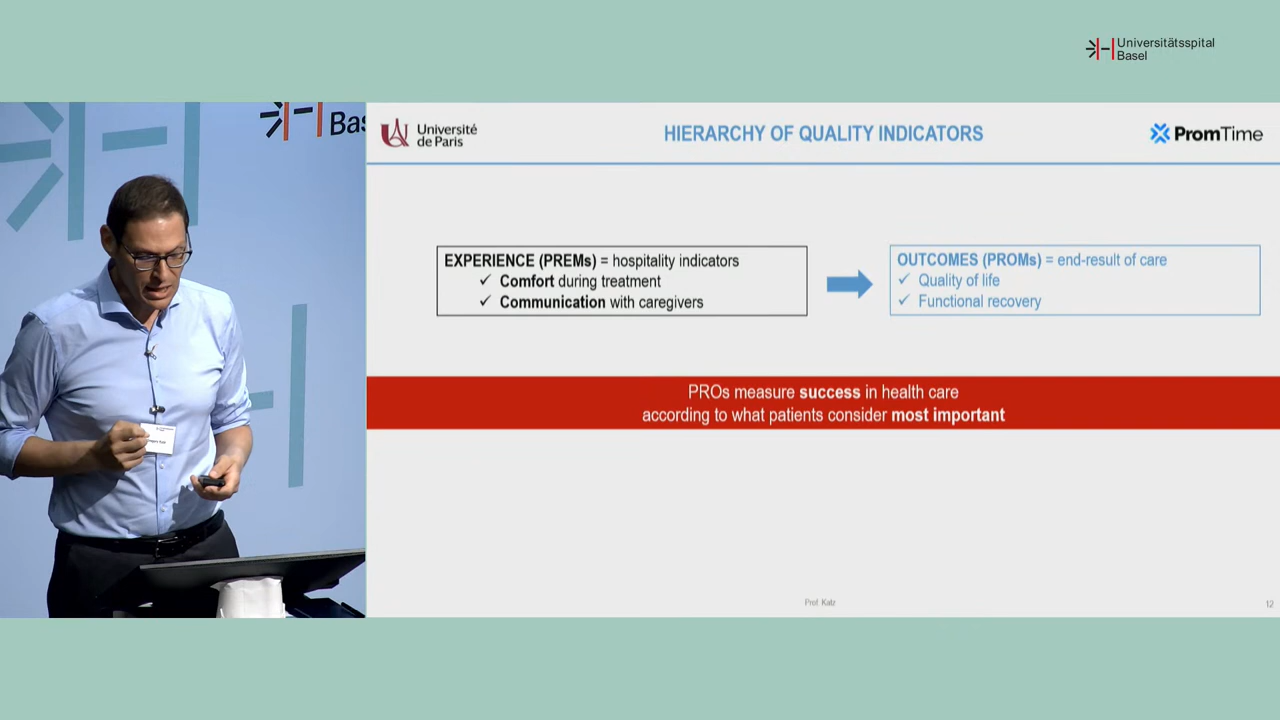 Universitätsspital
Basel
Bas
Université
de Paris
HIERARCHY OF QUALITY INDICATORS
PromTime
EXPERIENCE (PREMs) = hospitality indicators
✓ Comfort during treatment
✓ Communication with caregivers
OUTCOMES (PROMs) = end-result of care
✓ Quality of life
✓ Functional recovery
PROs measure success in health care
according to what patients consider most important
Prof. Katz
12